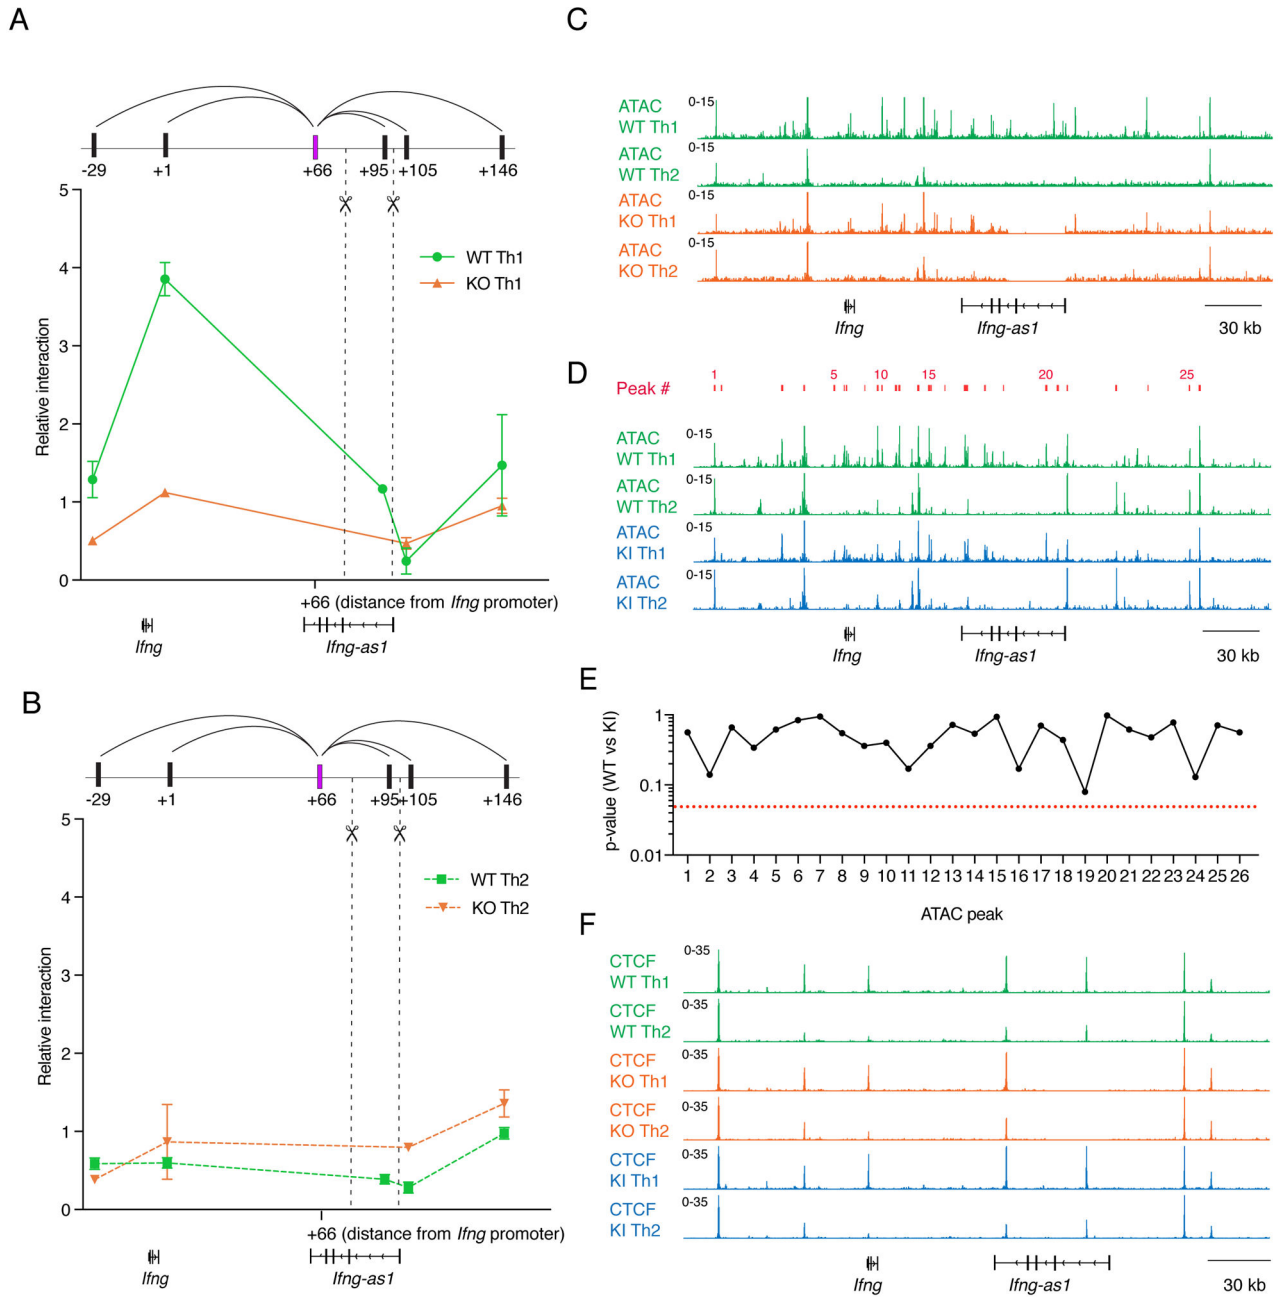 A
-29
+1
+66
+95
+105
+146
5
4
3
2
1
0
Relative interaction
WT Th1
KO Th1
+66 (distance from Ifng promoter)
Ifng
Ifng-as1
B
-29
+1
+66
+95
+105
+146
5
4
3
2
1
0
Relative interaction
WT Th2
KO Th2
+66 (distance from Ifng promoter)
Ifng
Ifng-as1
C
ATAC
WT Th1
0-15
ATAC
WT Th2
0-15
ATAC
KO Th1
0-15
ATAC
KO Th2
0-15
Ifng
Ifng-as1
30 kb
D
Peak #
1
5
10
15
20
25
ATAC
WT Th1
0-15
ATAC
WT Th2
0-15
ATAC
KI Th1
0-15
ATAC
KI Th2
0-15
Ifng
Ifng-as1
30 kb
E
p-value (WT vs KI)
1
0.1
0.01
1 2 3 4 5 6 7 8 9 10 11 12 13 14 15 16 17 18 19 20 21 22 23 24 25 26
ATAC peak
F
CTCF
WT Th1
0-35
CTCF
WT Th2
0-35
CTCF
KO Th1
0-35
CTCF
KO Th2
0-35
CTCF
KI Th1
0-35
CTCF
KI Th2
0-35
Ifng
Ifng-as1
30 kb